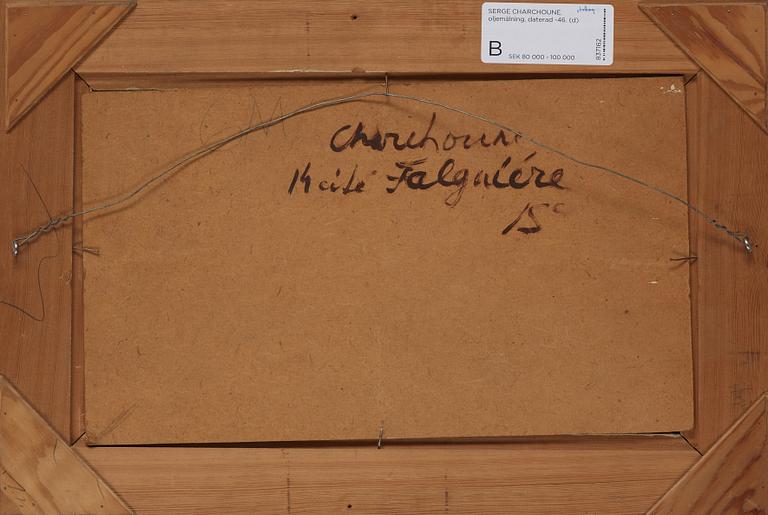 SERGE CHARCHOUNE,
oljemålning, daterad -46. (d)
B
SEK 80 000 - 100 000
837162
Charchoune
14 cité Falguière
15e